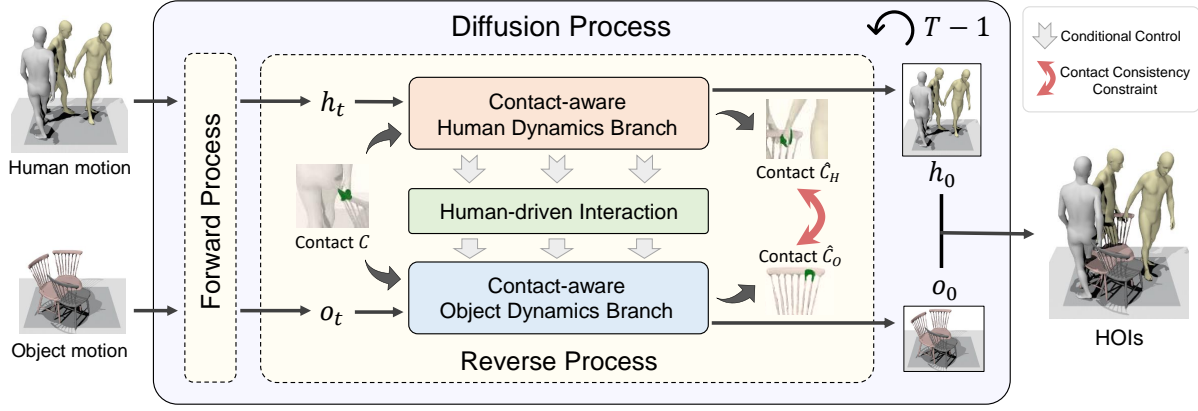 Diffusion Process
T − 1
Conditional Control
Contact Consistency
Constraint
Human motion
Object motion
Forward Process
h_t
o_t
Contact C
Contact-aware
Human Dynamics Branch
Human-driven Interaction
Contact-aware
Object Dynamics Branch
Contact Ĉ_H
Contact Ĉ_O
Reverse Process
h_0
o_0
HOIs